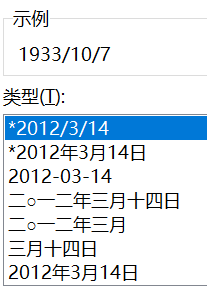 示例
1933/10/7
类型(T):
*2012/3/14
*2012年3月14日
2012-03-14
二○一二年三月十四日
二○一二年三月
三月十四日
2012年3月14日